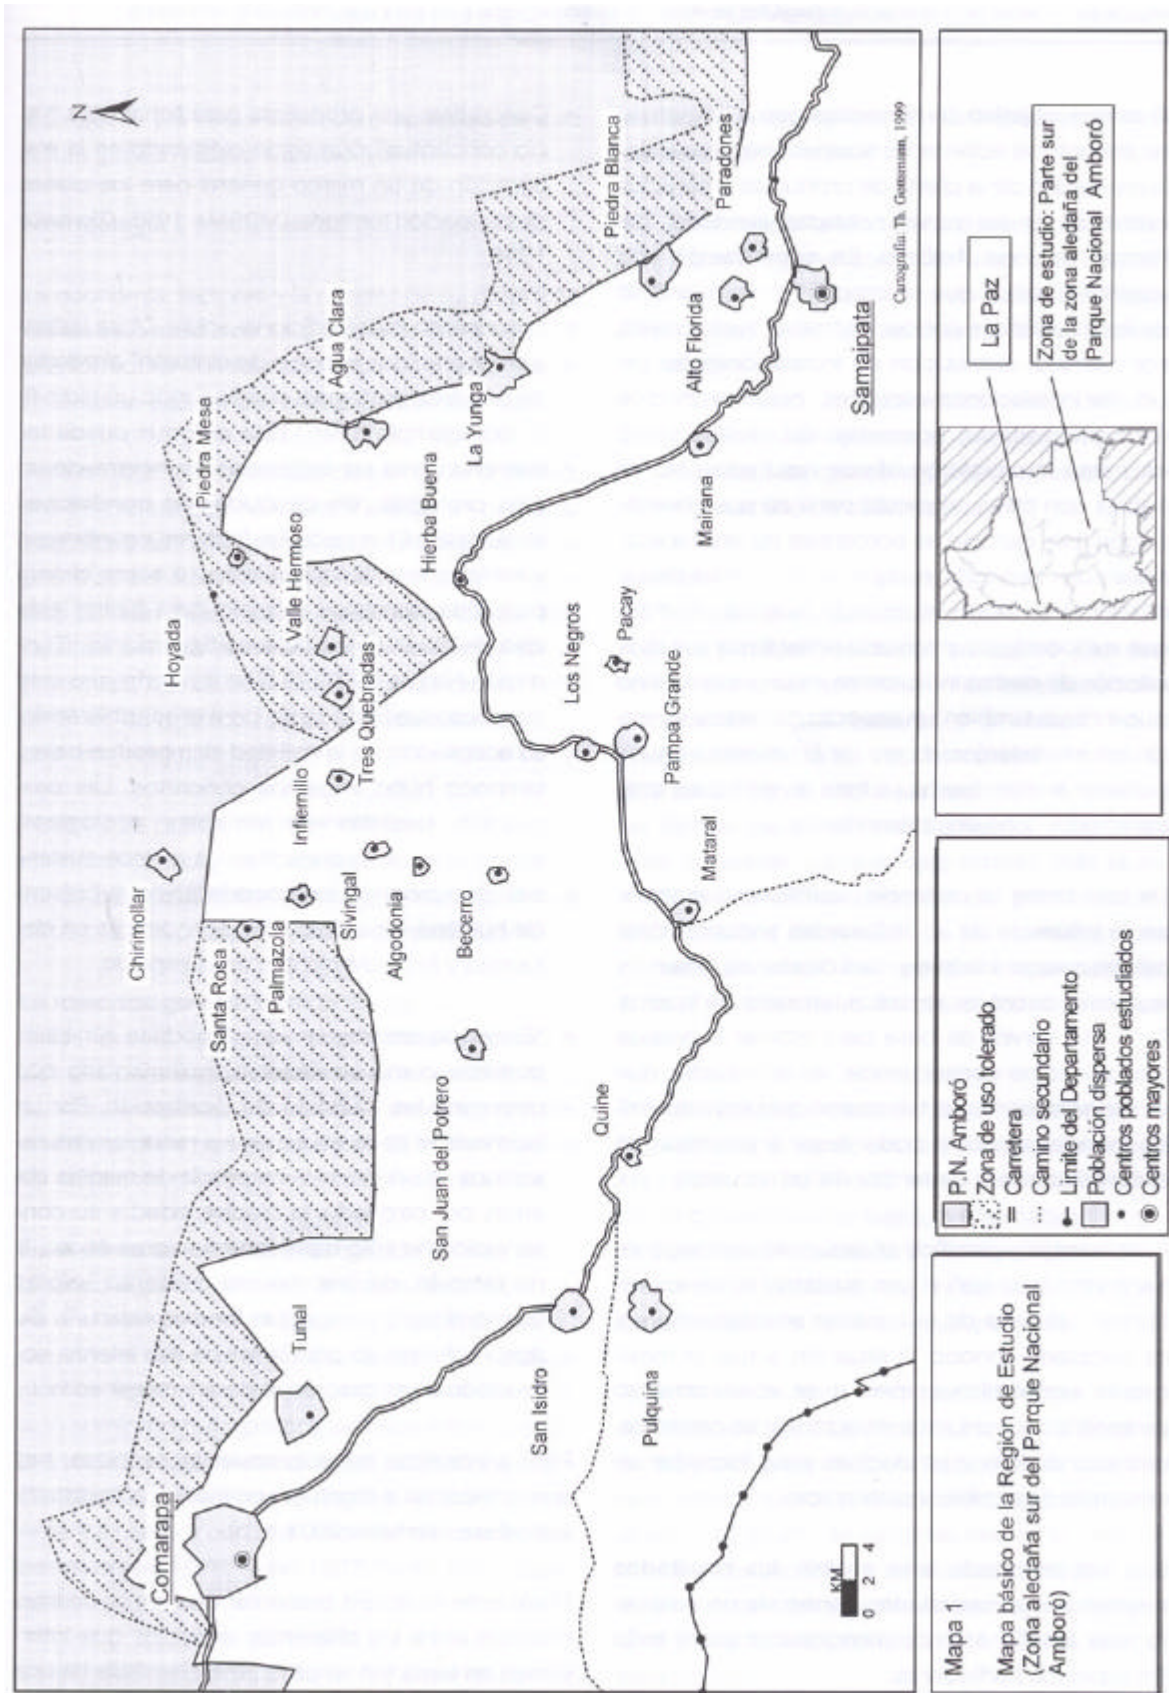 N
Comarapa
Tunal
Chirimollar
Santa Rosa
Palmazola
Sivingal
Infiernillo
Tres Quebradas
Valle Hermoso
Hoyada
Piedra Mesa
Agua Clara
Hierba Buena
La Yunga
Piedra Blanca
Paradones
Alto Florida
Samaipata
Mairana
Algodonia
Becerro
San Juan del Potrero
Quine
Los Negros
Pacay
Pampa Grande
Mataral
San Isidro
Pulquina
KM
0 2 4
Cartografía Th. Gutermann, 1999
Mapa 1
Mapa básico de la Región de Estudio
(Zona aledaña sur del Parque Nacional
Amboró)
P.N. Amboró
Zona de uso tolerado
Carretera
Camino secundario
Limite del Departamento
Población dispersa
Centros poblados estudiados
Centros mayores
La Paz
Zona de estudio: Parte sur
de la zona aledaña del
Parque Nacional Amboró